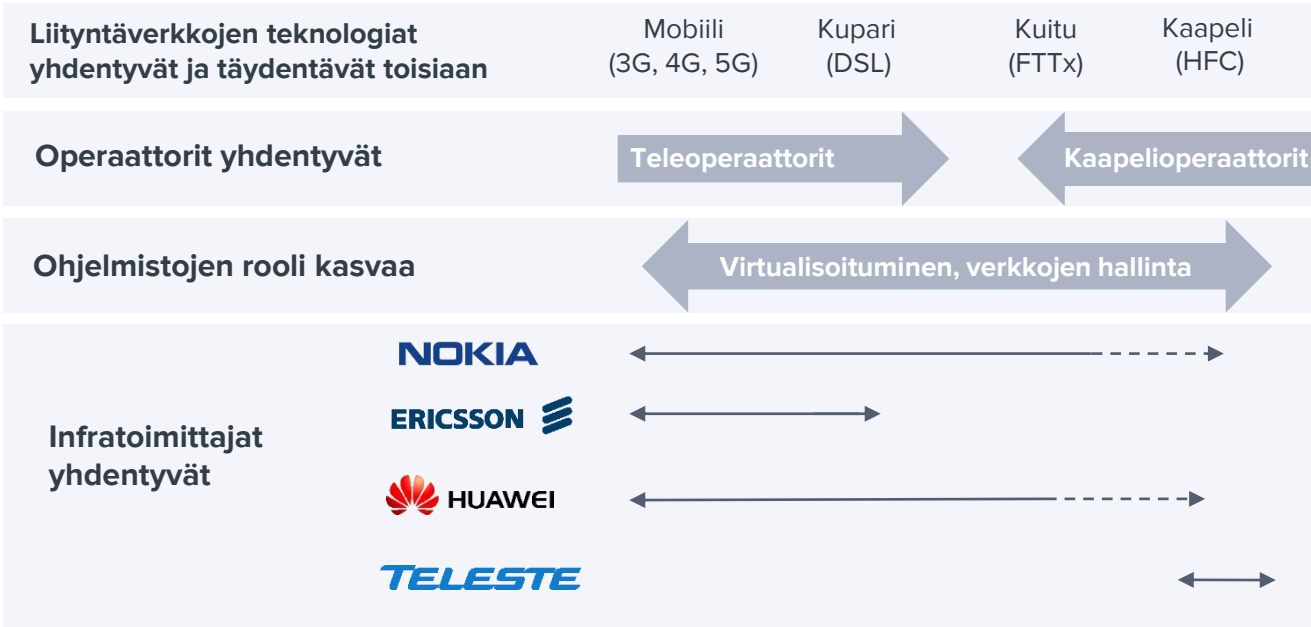 Liityntäverkkojen teknologiat
yhdentyvät ja täydentävät toisiaan
Mobiili
(3G, 4G, 5G)
Kupari
(DSL)
Kuitu
(FTTx)
Kaapeli
(HFC)
Operaattorit yhdentyvät
Teleoperaattorit
Kaapelioperaattorit
Ohjelmistojen rooli kasvaa
Virtualisoituminen, verkkojen hallinta
Infratoimittajat
yhdentyvät
NOKIA
ERICSSON
HUAWEI
TELESTE